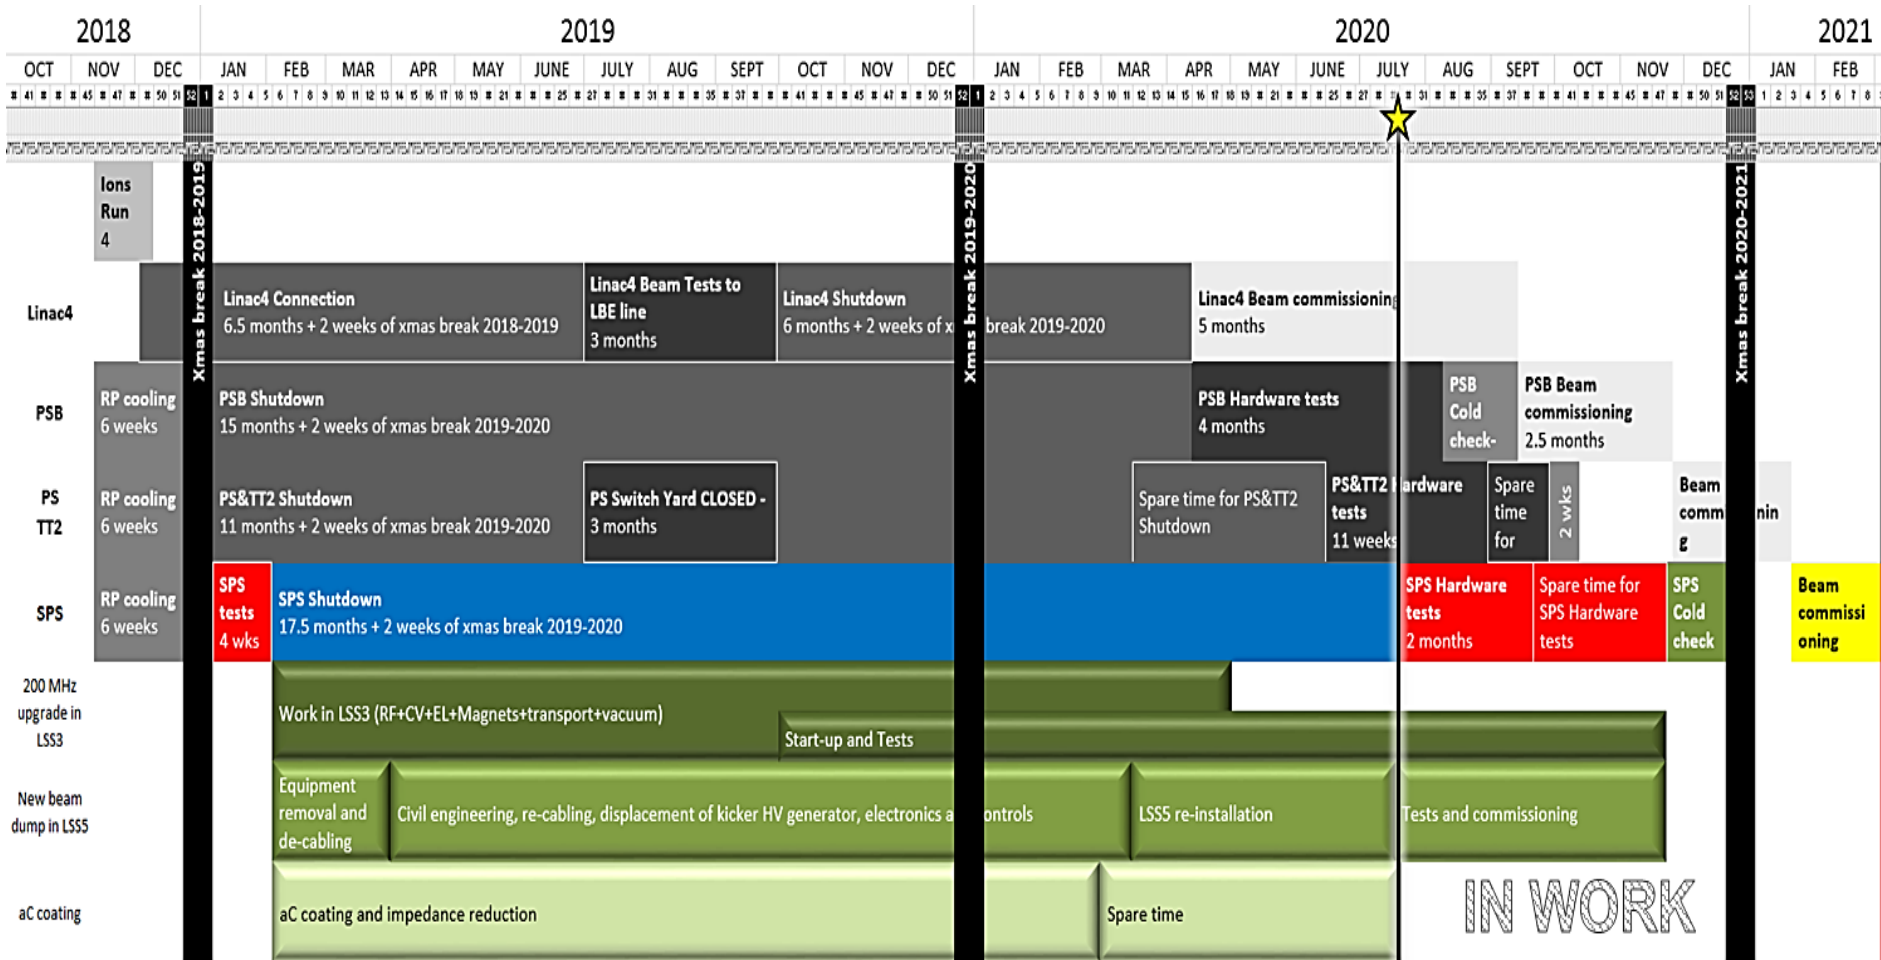 2018 2019 2020 2021
OCT NOV DEC JAN FEB MAR APR MAY JUNE JULY AUG SEPT OCT NOV DEC JAN FEB MAR APR MAY JUNE JULY AUG SEPT OCT NOV DEC JAN FEB
Xmas break 2018-2019
Xmas break 2019-2020
Xmas break 2020-2021
Ions
Run
4
Linac4
Linac4 Connection
6.5 months + 2 weeks of xmas break 2018-2019
Linac4 Beam Tests to
LBE line
3 months
Linac4 Shutdown
6 months + 2 weeks of x break 2019-2020
Linac4 Beam commissioning
5 months
PSB
RP cooling
6 weeks
PSB Shutdown
15 months + 2 weeks of xmas break 2019-2020
PSB Hardware tests
4 months
PSB
Cold
check-
PSB Beam
commissioning
2.5 months
PS
TT2
RP cooling
6 weeks
PS&TT2 Shutdown
11 months + 2 weeks of xmas break 2019-2020
PS Switch Yard CLOSED -
3 months
Spare time for PS&TT2
Shutdown
PS&TT2 Hardware
tests
11 weeks
Spare
time
for
2 wks
Beam
comm nin
g
SPS
RP cooling
6 weeks
SPS
tests
4 wks
SPS Shutdown
17.5 months + 2 weeks of xmas break 2019-2020
SPS Hardware
tests
2 months
Spare time for
SPS Hardware
tests
SPS
Cold
check
Beam
commissi
oning
200 MHz
upgrade in
LSS3
Work in LSS3 (RF+CV+EL+Magnets+transport+vacuum)
Start-up and Tests
New beam
dump in LSS5
Equipment
removal and
de-cabling
Civil engineering, re-cabling, displacement of kicker HV generator, electronics a ontrols
LSS5 re-installation
Tests and commissioning
aC coating
aC coating and impedance reduction
Spare time
IN WORK